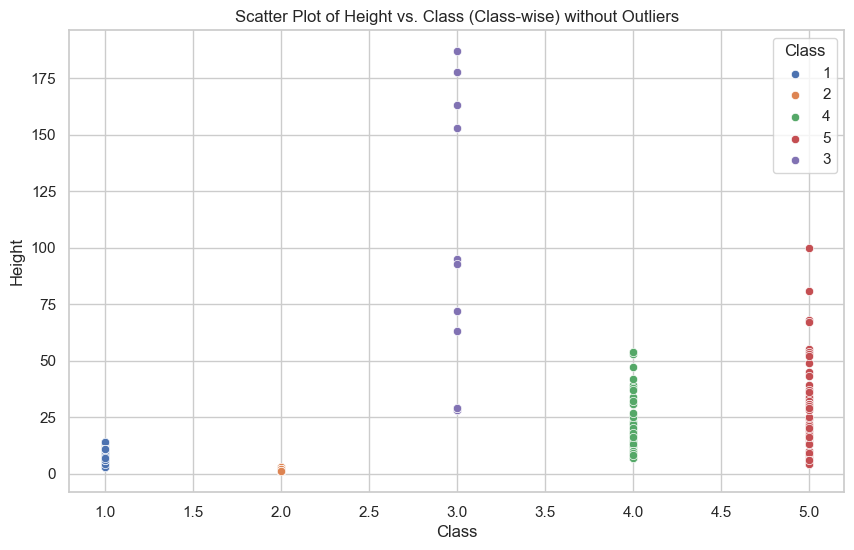 Scatter Plot of Height vs. Class (Class-wise) without Outliers
Class
1
2
4
5
3
175
150
125
100
75
50
25
0
Height
1.0 1.5 2.0 2.5 3.0 3.5 4.0 4.5 5.0
Class